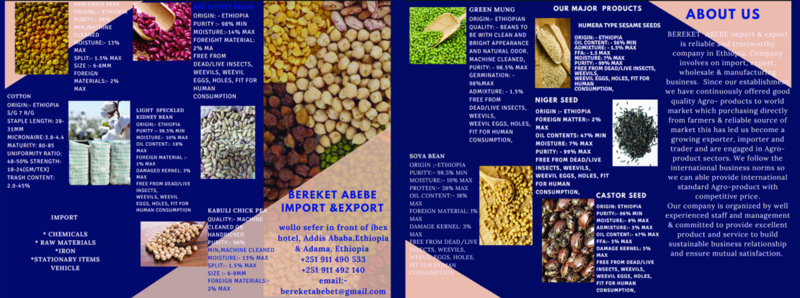 DESI CHICK PEAS
ORIGIN:- ETHIOPIA
PURITY :- 98%
MIN,MACHINE
CLEANED
MOISTURE:- 13%
MAX
SPLIT:- 1.5% MAX
SIZE :- 6-8MM
FOREIGN
MATERIALS:- 2%
MAX
RED KIDNEY BEANS
ORIGIN: - ETHIOPIA
PURITY :- 98% MIN
MOISTURE:-14% MAX
FOREIGHT MATERIAL:
2% MA
FREE FROM
DEAD/LIVE INSECTS,
WEEVILS, WEEVIL
EGGS, HOLES, FIT FOR
HUMAN
CONSUMPTION
COTTON
ORIGIN:- ETHIOPIA
S/G 7 R/G
STAPLE LENGTH: 28-
31MM
MICRONAIRE:3.8-4.4
MATURITY: 80-85
UNIFORMITY RATIO:
48-50% STRENGTH:
18-24(GM/TEX)
TRASH CONTENT:
2.0-45%
LIGHT SPECKLED
KIDNEY BEAN
ORIGIN:- ETHIOPIA
PURITY :- 98.5% MIN
MOISTURE:- 10% MAX
OIL CONTENT:- 18%
MAX
FOREIGN MATERIAL :-
1% MAX
DAMAGED KERNEL: 3%
MAX
FREE FROM DEAD/LIVE
INSECTS,
WEEVILS, WEEVIL
EGGS, HOLES, FIT FOR
HUMAN CONSUMPTION
IMPORT
* CHEMICALS
* RAW MATERIALS
*IRON
*STATIONARY ITEMS
VEHICLE
KABULI CHICK PEA
QUALITY:- MACHINE
CLEANED OR
HANDPICKED
PURITY:- 98%
MIN,MACHINE CLEANED
MOISTURE:- 13% MAX
SPLIT:- 1.5% MAX
SIZE :- 6-8MM
FOREIGN MATERIALS:-
2% MAX
BEREKET ABEBE
IMPORT &EXPORT
wollo sefer in front of ibex
hotel, Addis Ababa,Ethiopia
& Adama, Ethiopia
+251 911 490 533
+251 911 492 140
email:-
bereketabebet@gmail.com
GREEN MUNG
ORIGIN:- ETHIOPIAN
QUALITY: - BEANS TO
BE WITH CLEAN AND
BRIGHT APPEARANCE
AND NATURAL ODOR,
MACHINE CLEANED,
PURITY: - 98.5% MIN
GERMINATION: -
98%MAX
ADMIXTURE: - 1.5%
FREE FROM
DEAD/LIVE INSECTS,
WEEVILS,
WEEVIL EGGS, HOLES,
FIT FOR HUMAN
CONSUMPTION,
SOYA BEAN
ORIGIN :-ETHIOPIA
PURITY:- 98.5% MIN
MOISTURE:- 10% MAX
PROTEIN:- 38% MAX
OIL CONTENT:- 18%
MAX
FOREIGN MATERIAL: 1%
MAX
DAMAGE KERNEL: 3%
MAX
FREE FROM DEAD/LIVE
INSECTS, WEEVILS,
WEEVIL EGGS, HOLES,
FIT FOR HUMAN
CONSUMPTION,
OUR MAJOR PRODUCTS
HUMERA TYPE SESAME SEEDS
ORIGIN: - ETHIOPIA
OIL CONTENT: - 56% MIN
ADMIXTURE: - 1.5% MAX
FFA: - 1.5 MAX
MOISTURE: 7% MAX
PURITY: - 99% MAX
FREE FROM DEAD/LIVE INSECTS,
WEEVILS,
WEEVIL EGGS, HOLES, FIT FOR
HUMAN
CONSUMPTION,
NIGER SEED
ORIGIN :- ETHIOPIA
FOREIGN MATTER:- 2%
MAX
OIL CONTENTS: 47% MIN
MOISTURE: 7% MAX
PURITY: - 99% MAX
FREE FROM DEAD/LIVE
INSECTS, WEEVILS,
WEEVIL EGGS, HOLES, FIT
FOR HUMAN
CONSUMPTION,
CASTOR SEED
ORIGIN: ETHIOPIA
PURITY:- 96% MIN
MOISTURE:- 8% MAX
ADMIXTURE:- 3% MAX
OIL CONTENT:- 47% MAX
FFA:- 3% MAX
DAMAGE KERNEL: 3%
MAX
FREE FROM DEAD/LIVE
INSECTS, WEEVILS,
WEEVIL EGGS, HOLES, FIT
FOR HUMAN
CONSUMPTION,
ABOUT US
BEREKET ABEBE import & export
is reliable and trustworthy
company in Ethiopia. Company
involves on import, export,
wholesale & manufacturing
business. Since our establishment
we have continuously offered good
quality Agro- products to world
market which purchasing directly
from farmers & reliable source of
market this has led us become a
growing exporter, importer and
trader and are engaged in Agro-
product sectors. We follow the
international business norms so
we can able provide international
standard Agro-product with
competitive price.
Our company is organized by well
experienced staff and management
& committed to provide excellent
product and service to build
sustainable business relationship
and ensure mutual satisfaction.